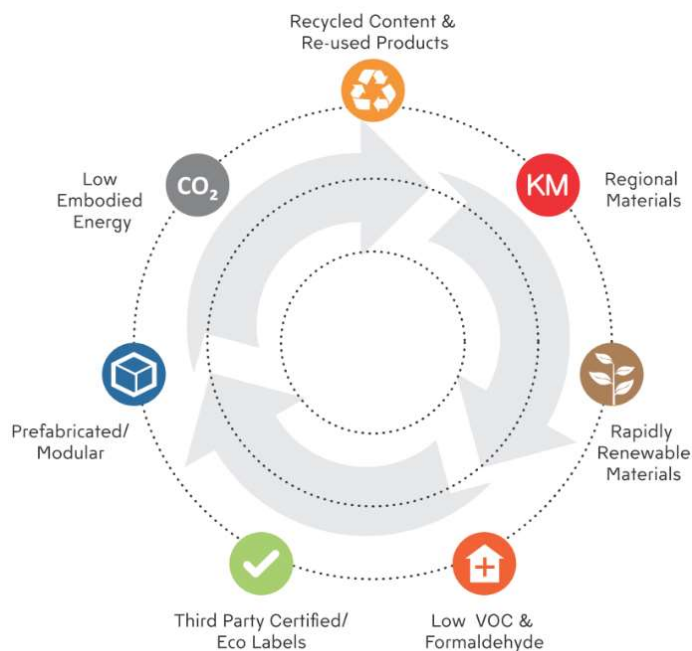 Recycled Content &
Re-used Products
KM
Regional
Materials
Rapidly
Renewable
Materials
Low VOC &
Formaldehyde
Third Party Certified/
Eco Labels
Prefabricated/
Modular
CO₂
Low
Embodied
Energy